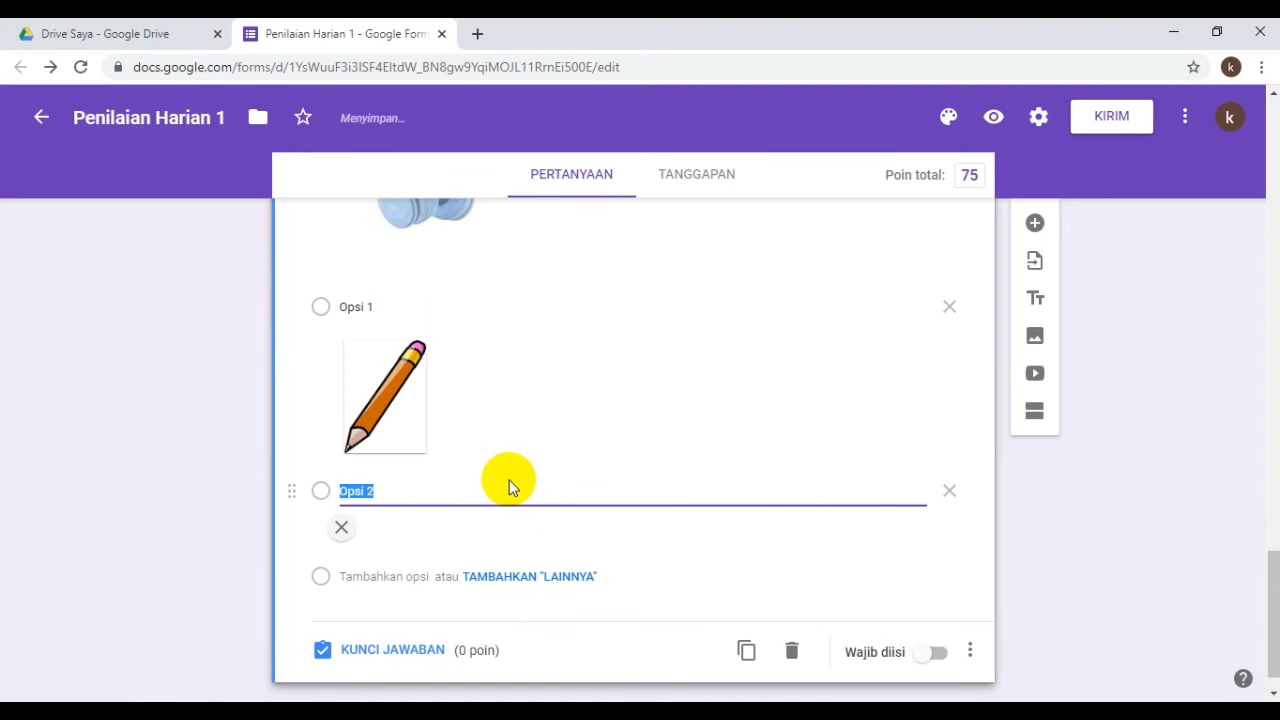 Drive Saya - Google Drive
Penilaian Harian 1 - Google Form
docs.google.com/forms/d/1YsWuuF3i3ISF4EItdW_BN8gw9YqiMOJL11RrnEi500E/edit
k
Penilaian Harian 1
Menyimpan...
KIRIM
k
PERTANYAAN
TANGGAPAN
Poin total: 75
Opsi 1
Opsi 2
Tambahkan opsi atau TAMBAHKAN "LAINNYA"
KUNCI JAWABAN (0 poin)
Wajib diisi